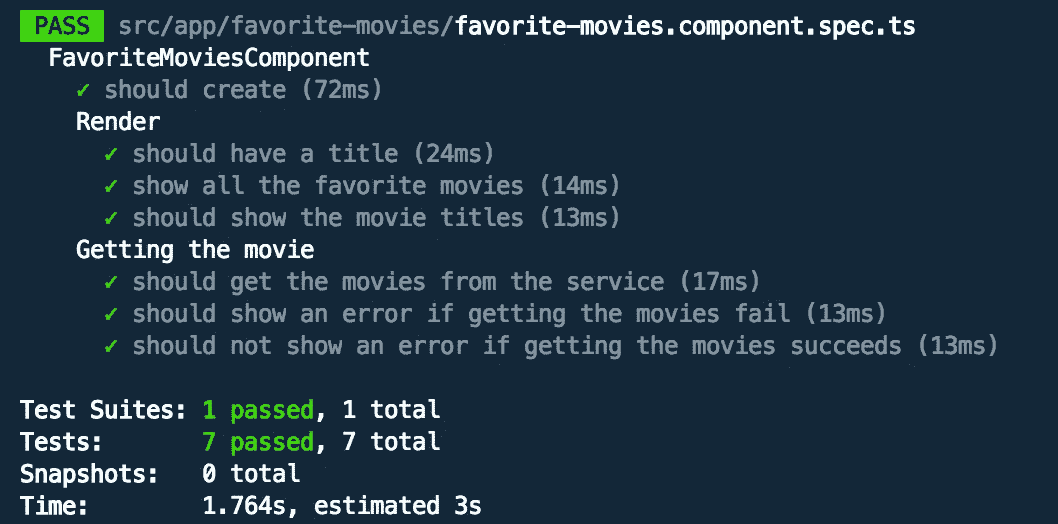 PASS src/app/favorite-movies/favorite-movies.component.spec.ts
FavoriteMoviesComponent
✓ should create (72ms)
Render
✓ should have a title (24ms)
✓ show all the favorite movies (14ms)
✓ should show the movie titles (13ms)
Getting the movie
✓ should get the movies from the service (17ms)
✓ should show an error if getting the movies fail (13ms)
✓ should not show an error if getting the movies succeeds (13ms)
Test Suites: 1 passed, 1 total
Tests: 7 passed, 7 total
Snapshots: 0 total
Time: 1.764s, estimated 3s